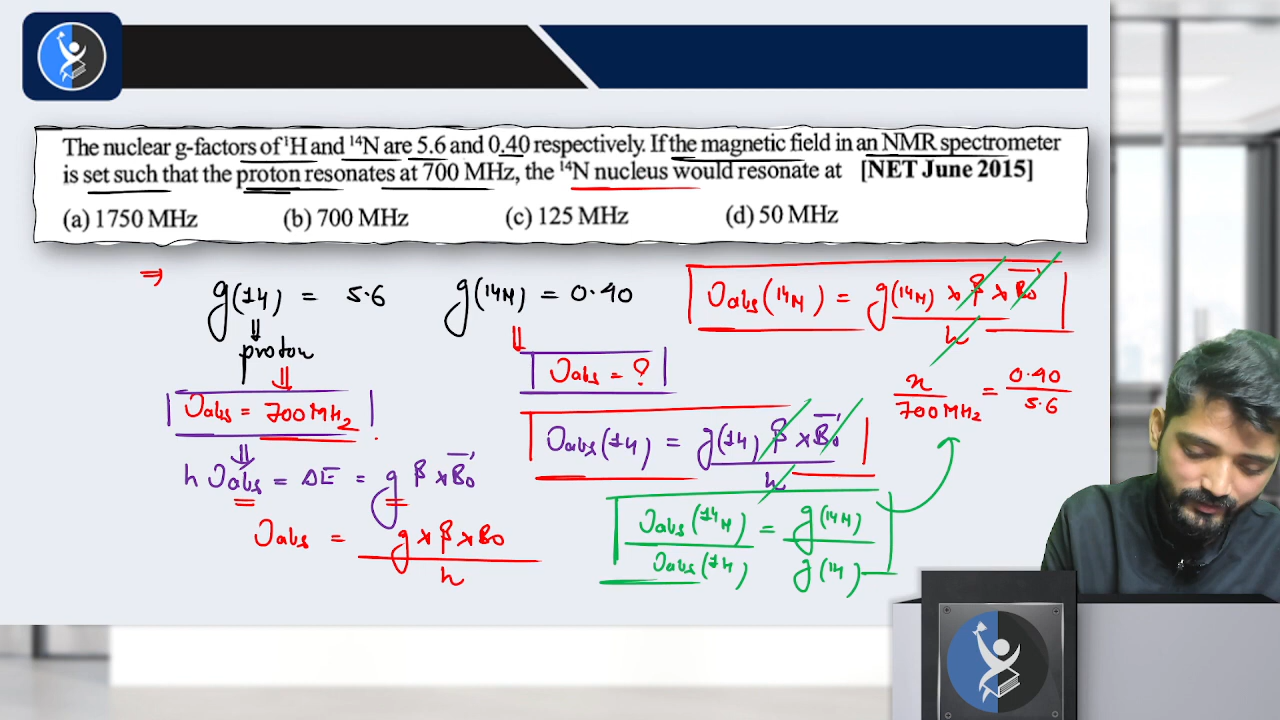 The nuclear g-factors of ¹H and ¹⁴N are 5.6 and 0.40 respectively. If the magnetic field in an NMR spectrometer
is set such that the proton resonates at 700 MHz, the ¹⁴N nucleus would resonate at [NET June 2015]
(a) 1750 MHz (b) 700 MHz (c) 125 MHz (d) 50 MHz
⇒ g(¹H) = 5.6 g(¹⁴N) = 0.40
proton
νabs = 700 MHz
hνabs = ΔE = g β × B₀
νabs = g × β × B₀ / h
νabs = ?
νabs(¹H) = g(¹H) β × B₀ / h
νabs(¹⁴N) / νabs(¹H) = g(¹⁴N) / g(¹H)
νabs(¹⁴N) = g(¹⁴N) × β × B₀ / h
x / 700 MHz = 0.40 / 5.6